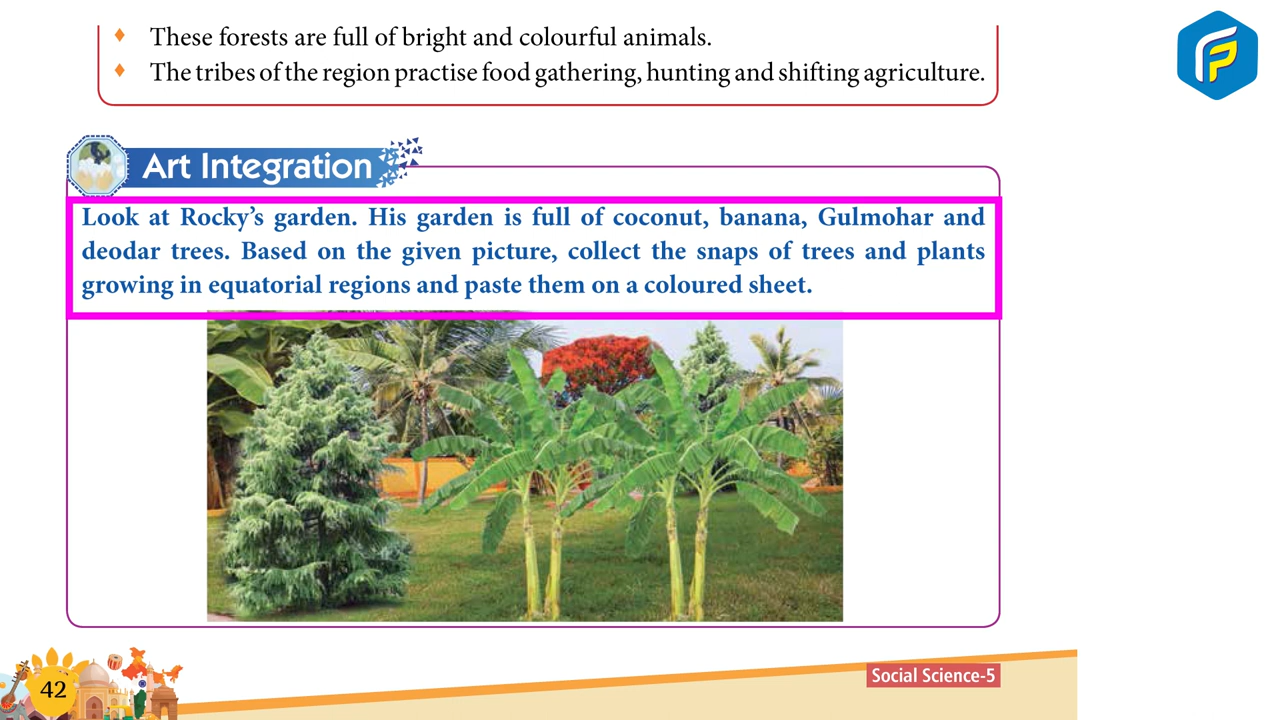 These forests are full of bright and colourful animals.
The tribes of the region practise food gathering, hunting and shifting agriculture.
Art Integration
Look at Rocky’s garden. His garden is full of coconut, banana, Gulmohar and
deodar trees. Based on the given picture, collect the snaps of trees and plants
growing in equatorial regions and paste them on a coloured sheet.
42
Social Science-5